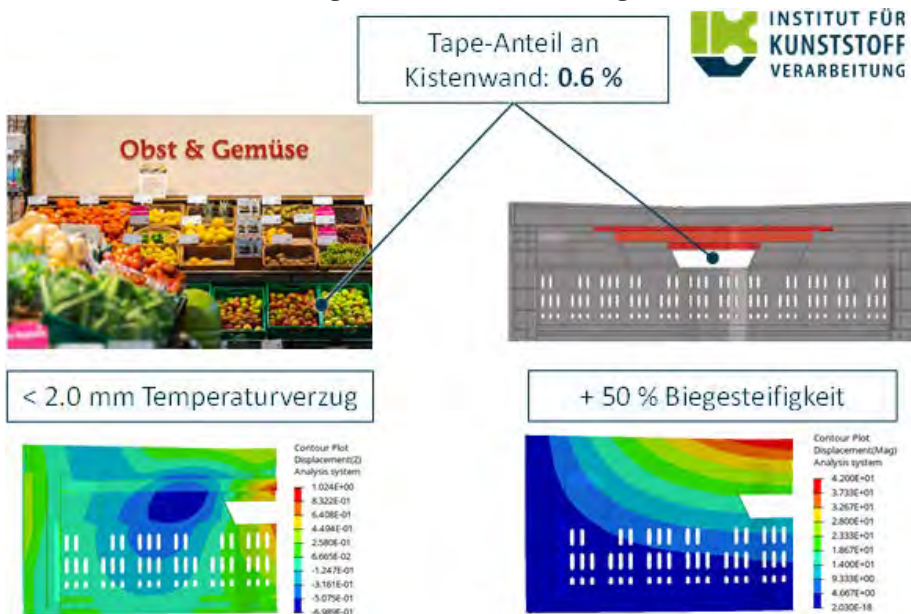 INSTITUT FÜR
KUNSTSTOFF
VERARBEITUNG
Tape-Anteil an
Kistenwand: 0.6 %
Obst & Gemüse
< 2.0 mm Temperaturverzug
+ 50 % Biegesteifigkeit
Contour Plot
Displacement(Z)
Analysis system
1.024E+00
8.322E-01
6.408E-01
4.494E-01
2.580E-01
6.665E-02
-1.247E-01
-3.161E-01
-5.075E-01
-6.989E-01
Contour Plot
Displacement(Mag)
Analysis system
4.200E+01
3.733E+01
3.267E+01
2.800E+01
2.333E+01
1.867E+01
1.400E+01
9.333E+00
4.667E+00
2.030E-18